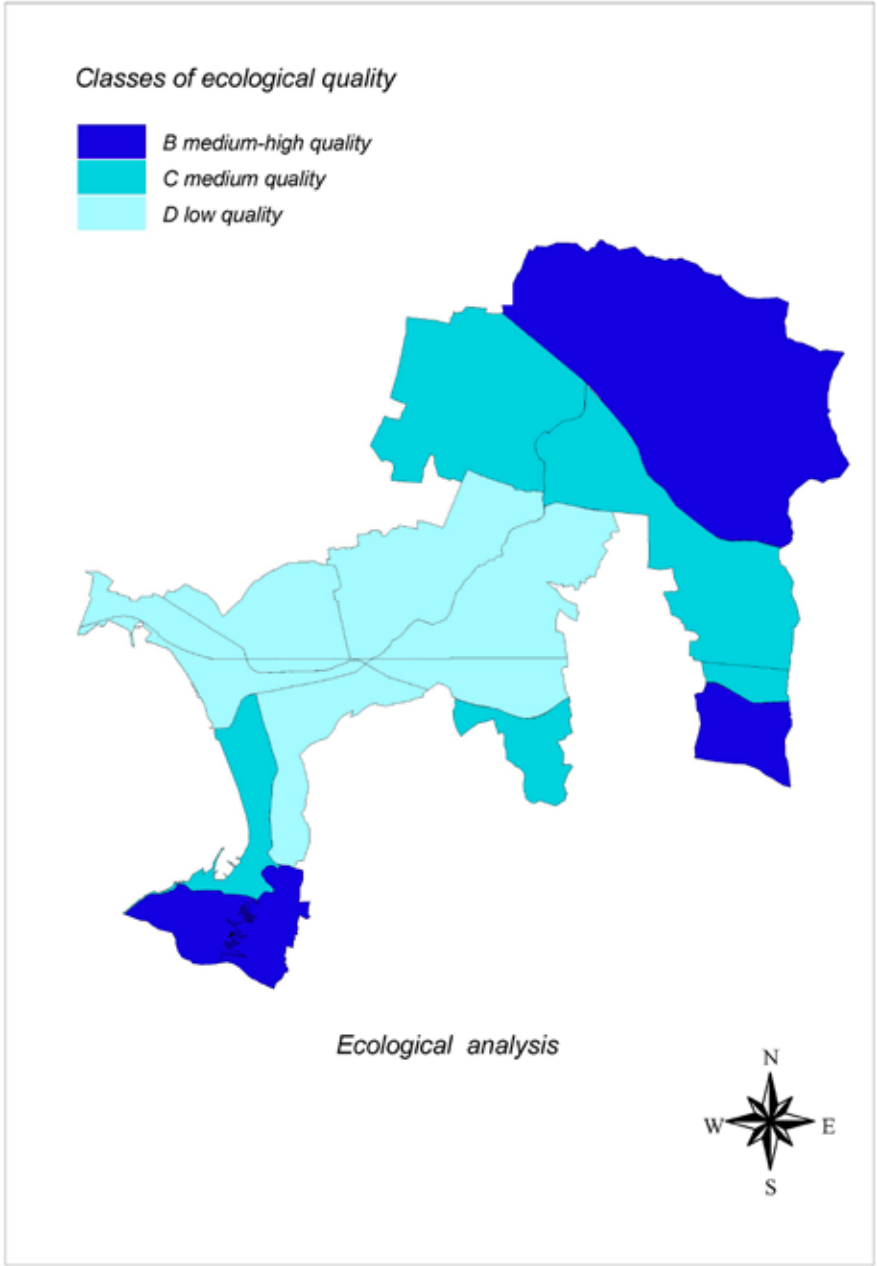 Classes of ecological quality
B medium-high quality
C medium quality
D low quality
Ecological analysis
N
W E
S